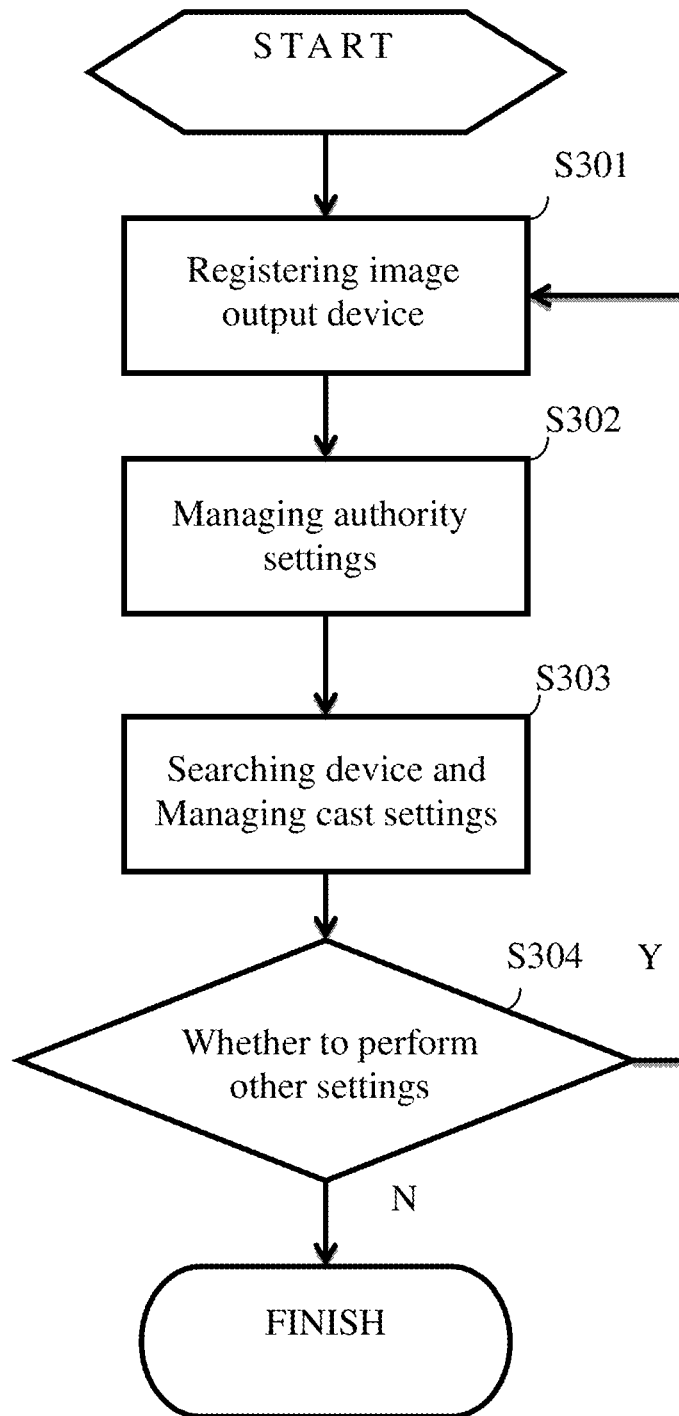 START
S301
Registering image
output device
S302
Managing authority
settings
S303
Searching device and
Managing cast settings
S304
Y
Whether to perform
other settings
N
FINISH